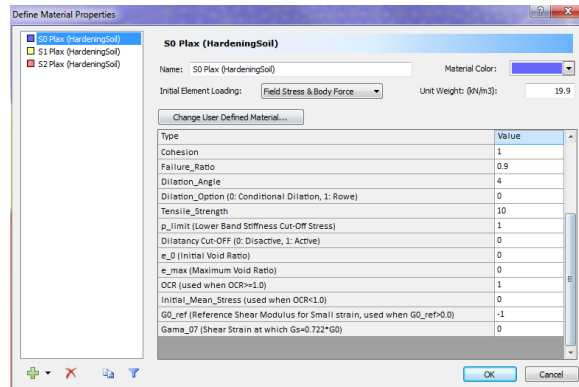 Define Material Properties
S0 Plax (HardeningSoil)
S1 Plax (HardeningSoil)
S2 Plax (HardeningSoil)
S0 Plax (HardeningSoil)
Name: S0 Plax (HardeningSoil) Material Color:
Initial Element Loading: Field Stress & Body Force Unit Weight: (kN/m3): 19.9
Change User Defined Material...
Type Value
Cohesion 1
Failure_Ratio 0.9
Dilation_Angle 4
Dilation_Option (0: Conditional Dilation, 1: Rowe) 0
Tensile_Strength 10
p_limit (Lower Band Stiffness Cut-Off Stress) 1
Dilatancy Cut-OFF (0: Disactive, 1: Active) 0
e_0 (Initial Void Ratio) 0
e_max (Maximum Void Ratio) 0
OCR (used when OCR>=1.0) 1
Initial_Mean_Stress (used when OCR<1.0) 0
G0_ref (Reference Shear Modulus for Small strain, used when G0_ref>0.0) -1
Gama_07 (Shear Strain at which Gs=0.722*G0) 0
OK Cancel